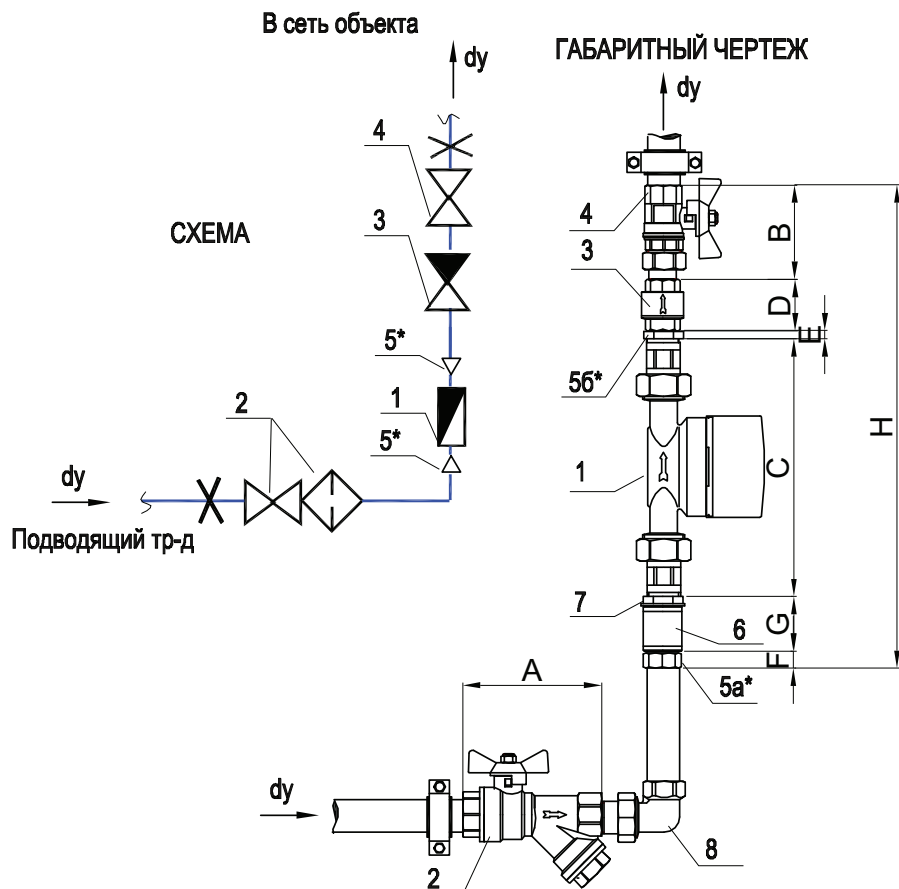 В сеть объекта
dy
ГАБАРИТНЫЙ ЧЕРТЕЖ
dy
4
СХЕМА
3
5*
1
5*
2
dy
Подводящий тр-д
4
3
5б*
1
7
6
5а*
8
2
dy
A
B
D
E
C
H
G
F